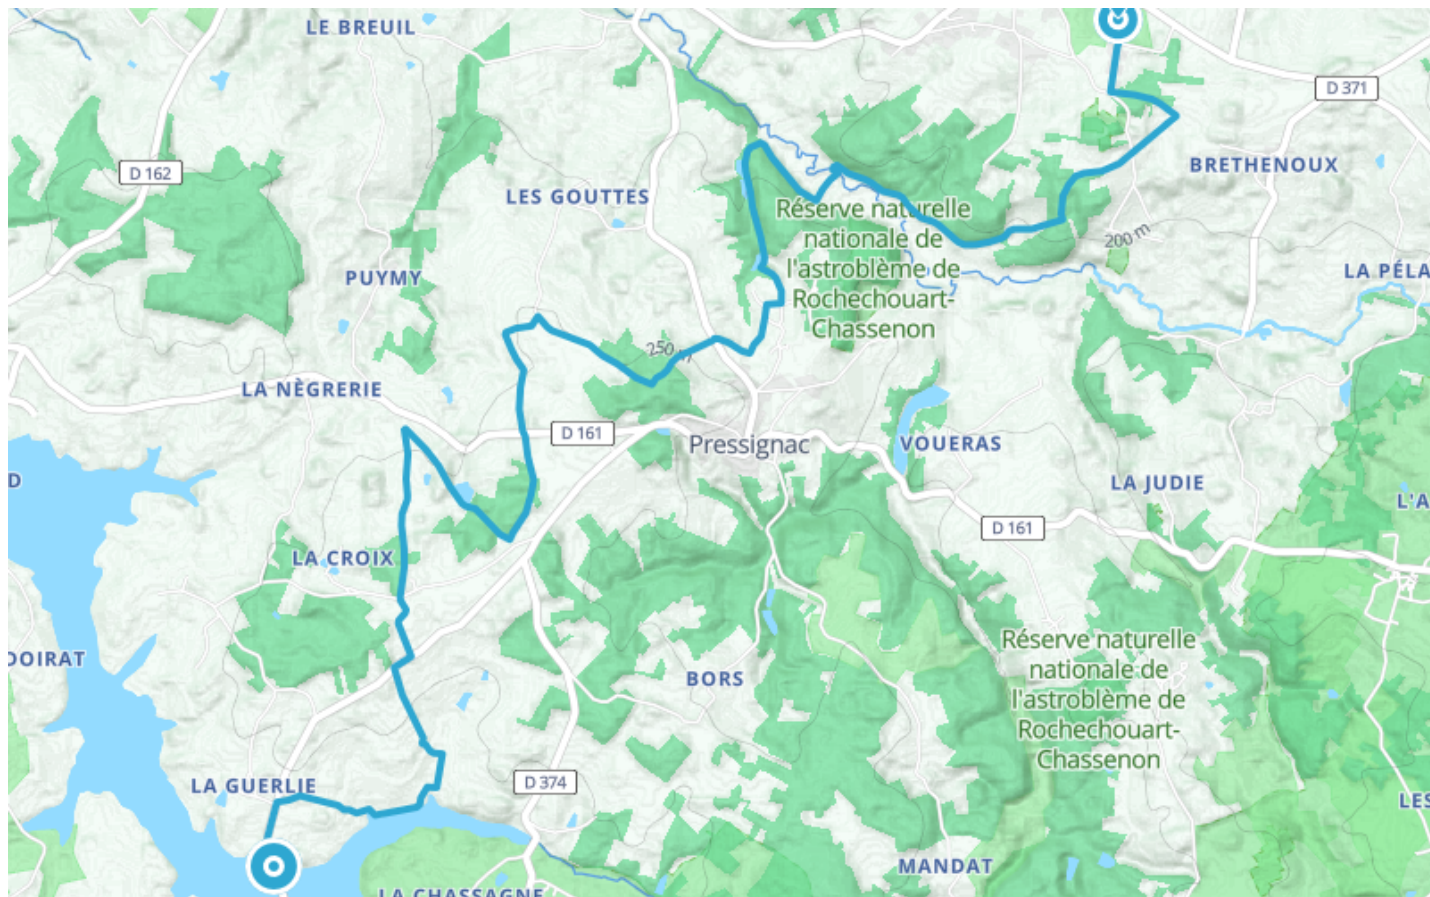 LE BREUIL
D 371
D 162
BRETHENOUX
LES GOUTTES
Réserve naturelle
nationale de
l'astroblème de
Rochechouart-
Chassenon
200 m
LA PÉLA
PUYMY
250 m
LA NÈGRERIE
D 161
Pressignac
VOUERAS
D
LA JUDIE
L'A
D 161
LA CROIX
Réserve naturelle
nationale de
l'astroblème de
Rochechouart-
Chassenon
DOIRAT
BORS
LA GUERLIE
D 374
LES
MANDAT
LA CHASSAGNE